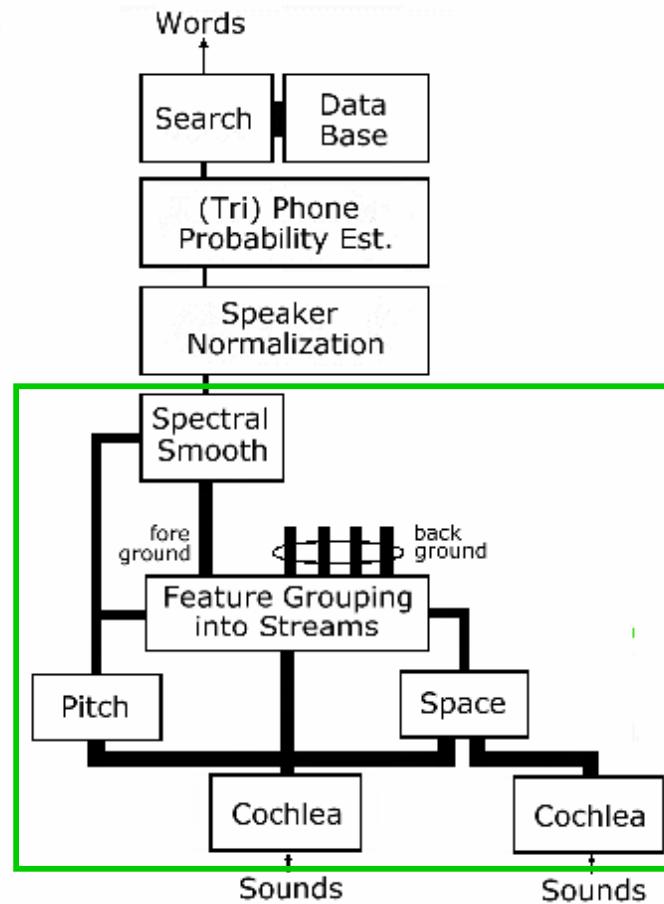 Words
Search
Data
Base
(Tri) Phone
Probability Est.
Speaker
Normalization
Spectral
Smooth
fore
ground
back
ground
Feature Grouping
into Streams
Pitch
Space
Cochlea
Cochlea
Sounds
Sounds